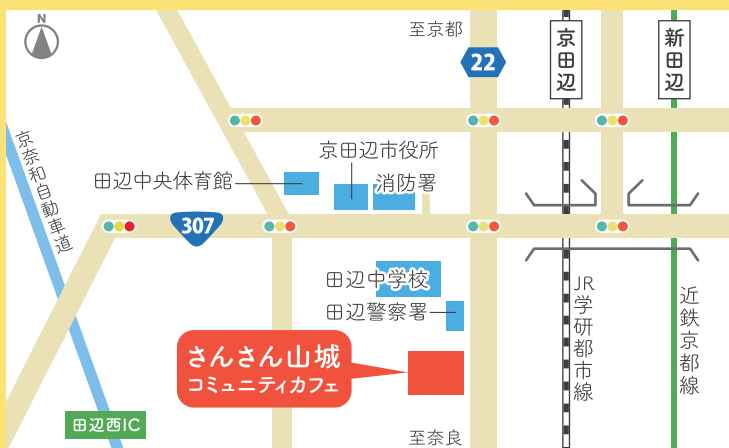 N
至京都
22
京田辺
新田辺
京田辺市役所
田辺中央体育館
消防署
京奈和自動車道
307
田辺中学校
田辺警察署
JR学研都市線
近鉄京都線
さんさん山城
コミュニティカフェ
田辺西IC
至奈良